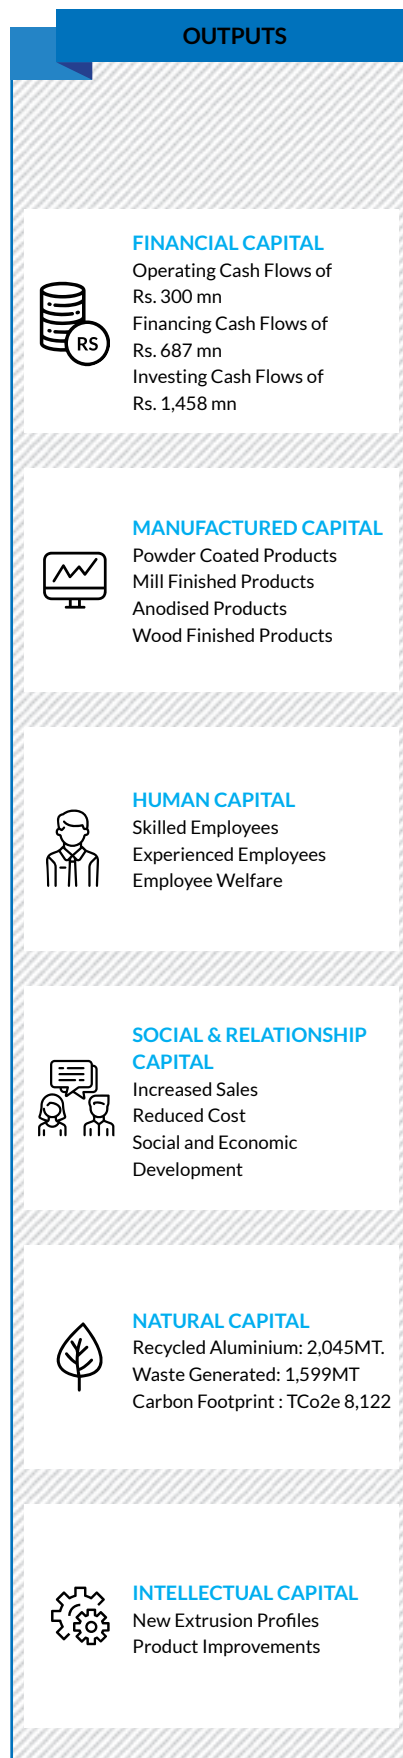 OUTPUTS
FINANCIAL CAPITAL
Operating Cash Flows of
Rs. 300 mn
Financing Cash Flows of
Rs. 687 mn
Investing Cash Flows of
Rs. 1,458 mn
RS
MANUFACTURED CAPITAL
Powder Coated Products
Mill Finished Products
Anodised Products
Wood Finished Products
HUMAN CAPITAL
Skilled Employees
Experienced Employees
Employee Welfare
SOCIAL & RELATIONSHIP
CAPITAL
Increased Sales
Reduced Cost
Social and Economic
Development
NATURAL CAPITAL
Recycled Aluminium: 2,045MT.
Waste Generated: 1,599MT
Carbon Footprint : TCo2e 8,122
INTELLECTUAL CAPITAL
New Extrusion Profiles
Product Improvements